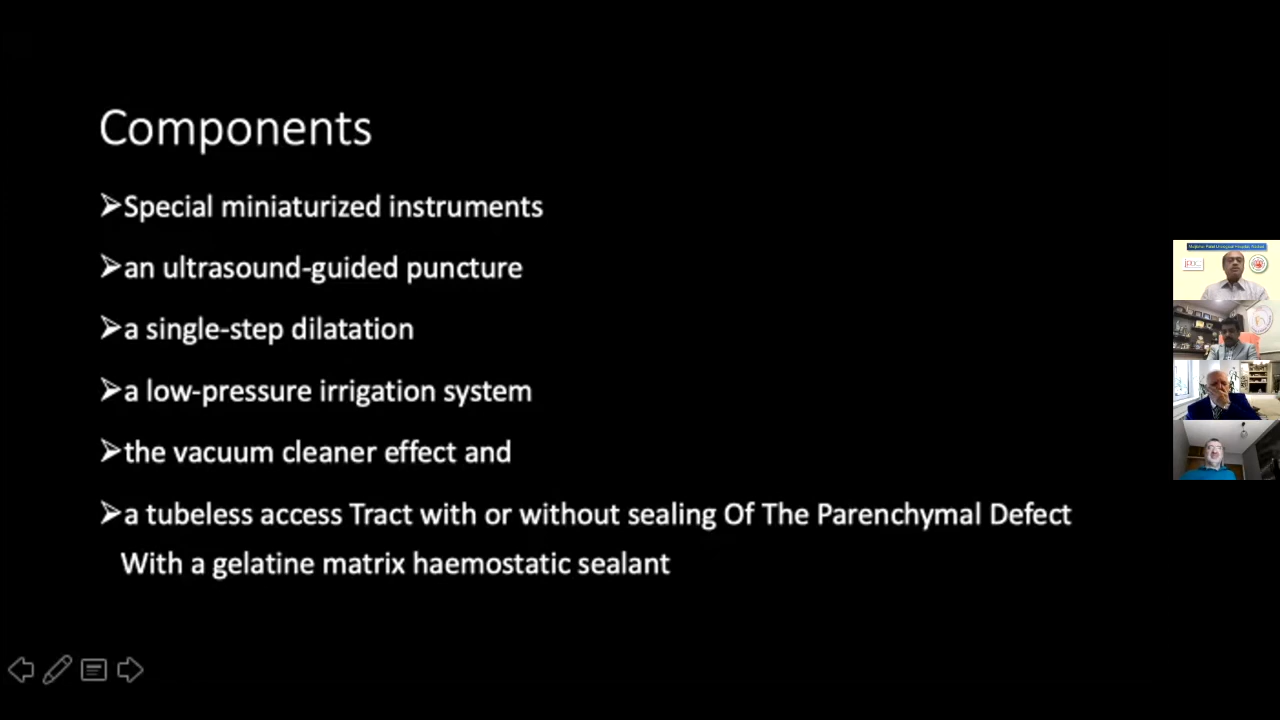 Components
➢Special miniaturized instruments
➢an ultrasound-guided puncture
➢a single-step dilatation
➢a low-pressure irrigation system
➢the vacuum cleaner effect and
➢a tubeless access Tract with or without sealing Of The Parenchymal Defect
With a gelatine matrix haemostatic sealant